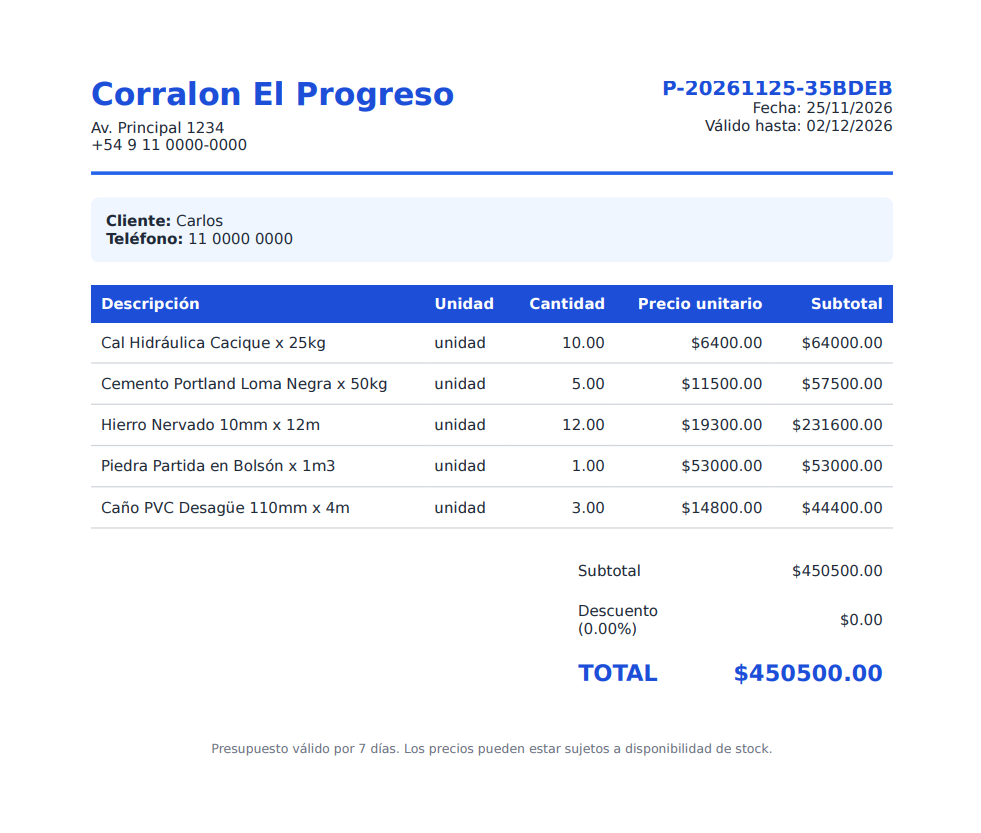 Corralon El Progreso
Av. Principal 1234
+54 9 11 0000-0000
P-20261125-35BDEB
Fecha: 25/11/2026
Válido hasta: 02/12/2026
Cliente: Carlos
Teléfono: 11 0000 0000
Descripción Unidad Cantidad Precio unitario Subtotal
Cal Hidráulica Cacique x 25kg unidad 10.00 $6400.00 $64000.00
Cemento Portland Loma Negra x 50kg unidad 5.00 $11500.00 $57500.00
Hierro Nervado 10mm x 12m unidad 12.00 $19300.00 $231600.00
Piedra Partida en Bolsón x 1m3 unidad 1.00 $53000.00 $53000.00
Caño PVC Desagüe 110mm x 4m unidad 3.00 $14800.00 $44400.00
Subtotal $450500.00
Descuento
(0.00%) $0.00
TOTAL $450500.00
Presupuesto válido por 7 días. Los precios pueden estar sujetos a disponibilidad de stock.